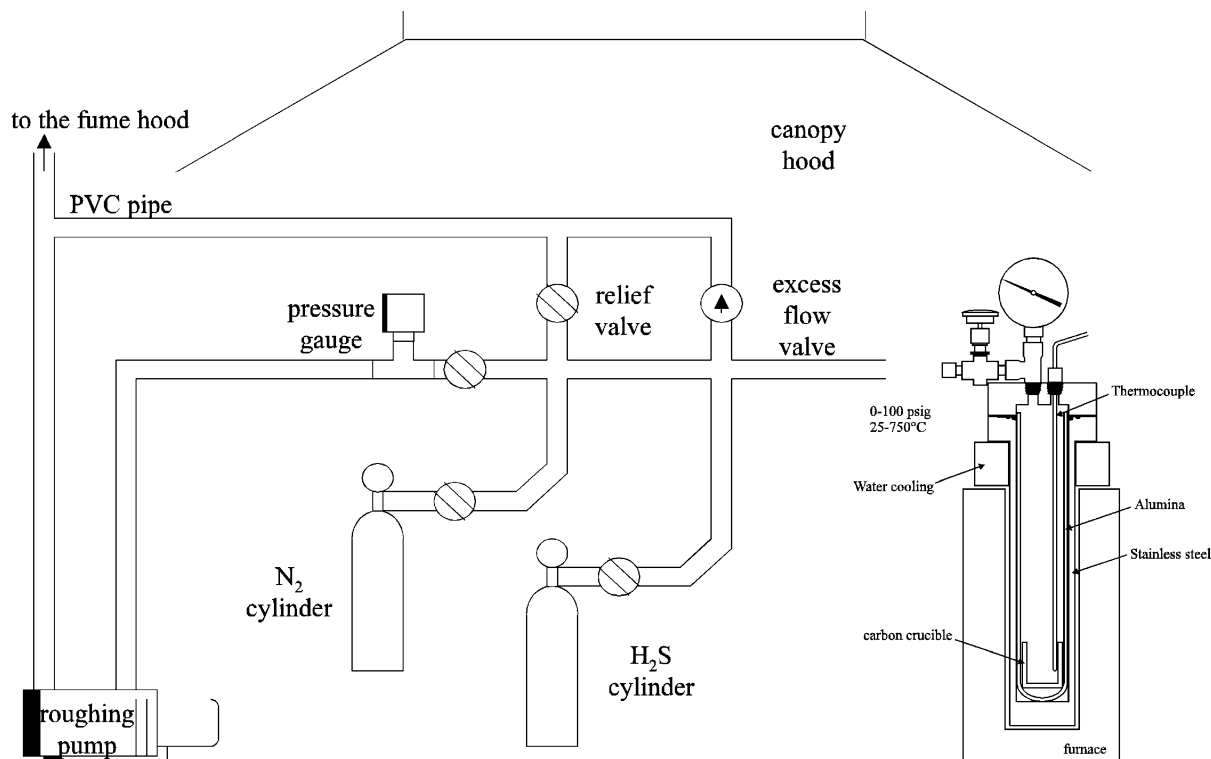 to the fume hood
canopy
hood
PVC pipe
pressure
gauge
relief
valve
excess
flow
valve
0-100 psig
25-750°C
Thermocouple
Water cooling
Alumina
Stainless steel
N₂
cylinder
H₂S
cylinder
carbon crucible
roughing
pump
furnace